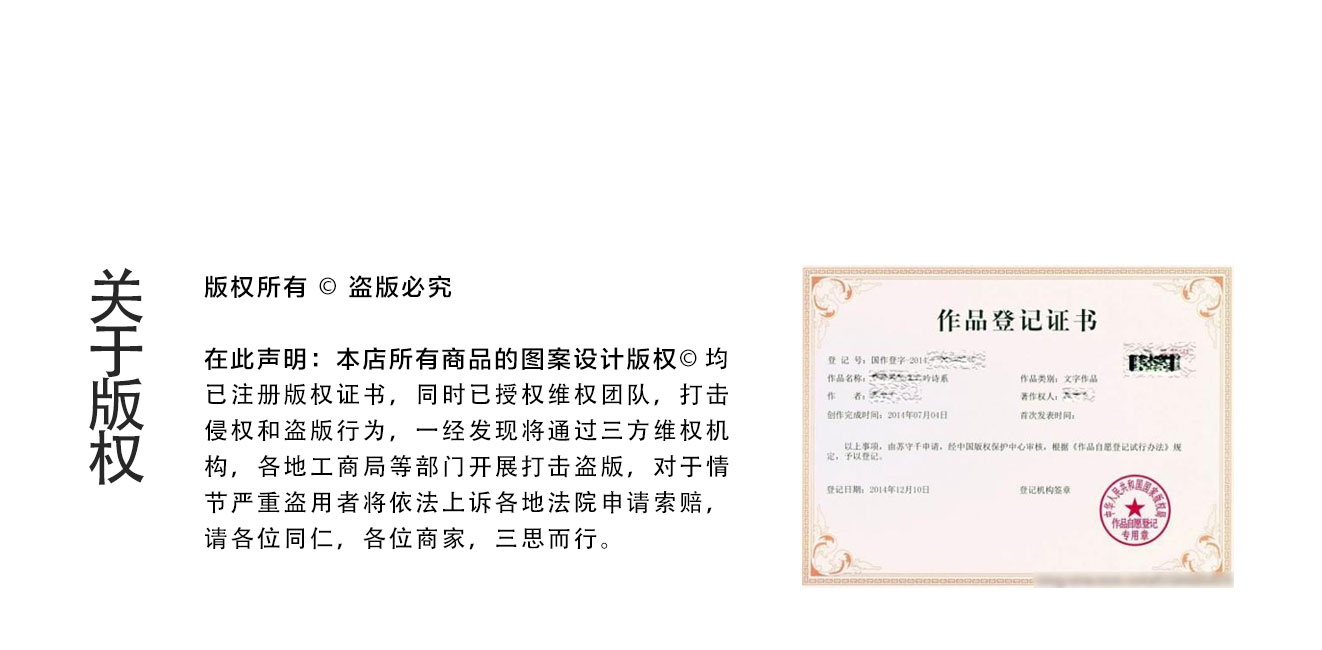 关于版权
版权所有 © 盗版必究
在此声明：本店所有商品的图案设计版权© 均
已注册版权证书，同时已授权维权团队，打击
侵权和盗版行为，一经发现将通过三方维权机
构，各地工商局等部门开展打击盗版，对于情
节严重盗用者将依法上诉各地法院申请索赔，
请各位同仁，各位商家，三思而行。
作品登记证书
登 记 号：国作登字-2014-
作品名称： 吟诗系
作品类别：文字作品
作 者：
著作权人：
创作完成时间：2014年07月04日
首次发表时间：
以上事项，由苏守千申请，经中国版权保护中心审核，根据《作品自愿登记试行办法》规
定，予以登记。
登记日期：2014年12月10日
登记机构签章
中华人民共和国国家版权局
作品自愿登记
专用章